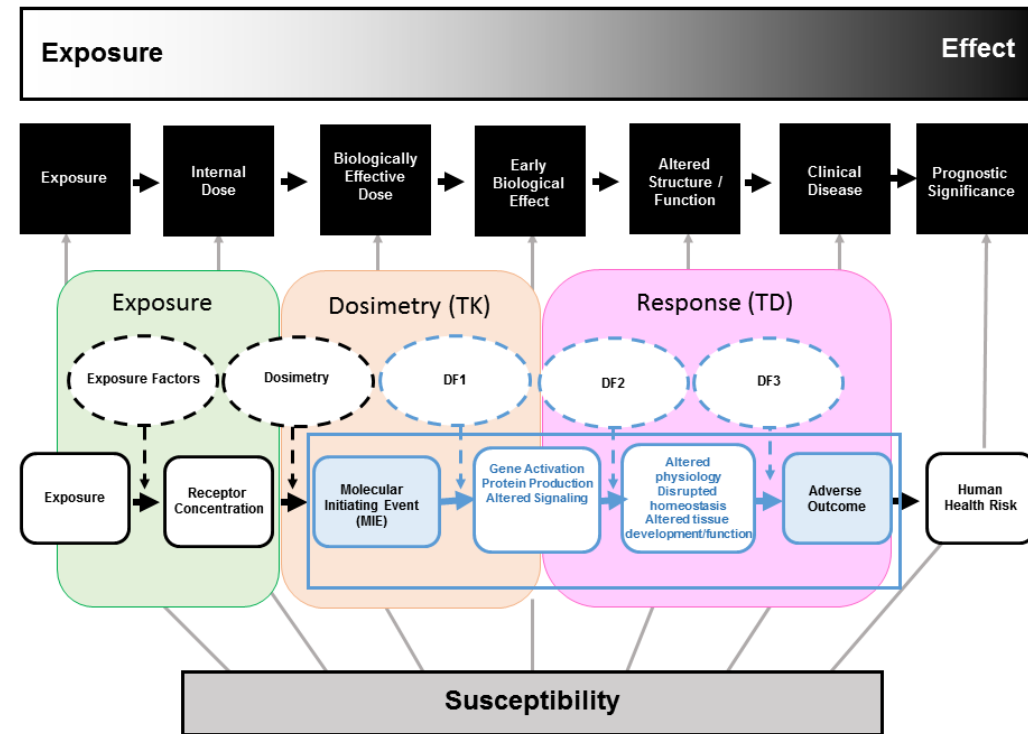 Exposure
Effect
Exposure
Internal
Dose
Biologically
Effective
Dose
Early
Biological
Effect
Altered
Structure /
Function
Clinical
Disease
Prognostic
Significance
Exposure
Dosimetry (TK)
Response (TD)
Exposure Factors
Dosimetry
DF1
DF2
DF3
Exposure
Receptor
Concentration
Molecular
Initiating Event
(MIE)
Gene Activation
Protein Production
Altered Signaling
Altered
physiology
Disrupted
homeostasis
Altered tissue
development/function
Adverse
Outcome
Human
Health Risk
Susceptibility